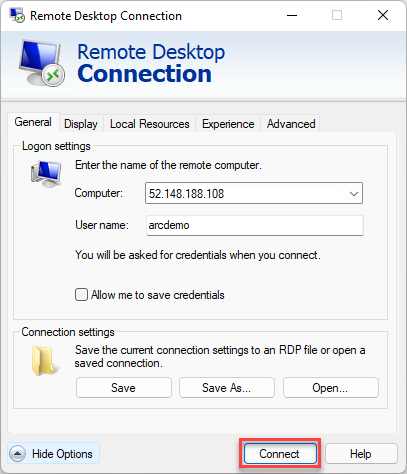 Remote Desktop Connection
Remote Desktop
Connection
General Display Local Resources Experience Advanced
Logon settings
Enter the name of the remote computer.
Computer: 52.148.188.108
User name: arcdemo
You will be asked for credentials when you connect.
Allow me to save credentials
Connection settings
Save the current connection settings to an RDP file or open a
saved connection.
Save Save As... Open...
Hide Options Connect Help